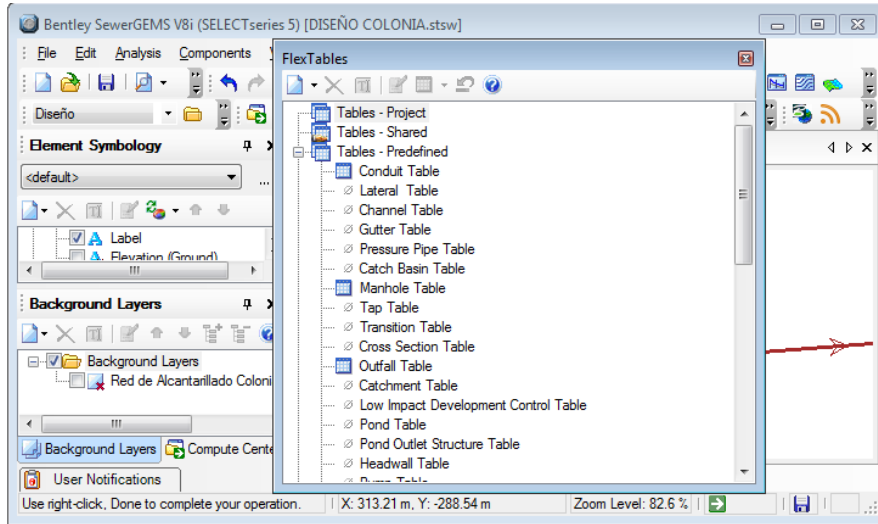 Bentley SewerGEMS V8i (SELECTseries 5) [DISEÑO COLONIA.stsw]
File Edit Analysis Components
Diseño
Element Symbology
<default>
...
Label
Elevation (Ground)
Background Layers
Background Layers
Red de Alcantarillado Coloni
Background Layers Compute Cente
User Notifications
Use right-click, Done to complete your operation. X: 313.21 m, Y: -288.54 m Zoom Level: 82.6 %
FlexTables
Tables - Project
Tables - Shared
Tables - Predefined
Conduit Table
Lateral Table
Channel Table
Gutter Table
Pressure Pipe Table
Catch Basin Table
Manhole Table
Tap Table
Transition Table
Cross Section Table
Outfall Table
Catchment Table
Low Impact Development Control Table
Pond Table
Pond Outlet Structure Table
Headwall Table
Pump Table